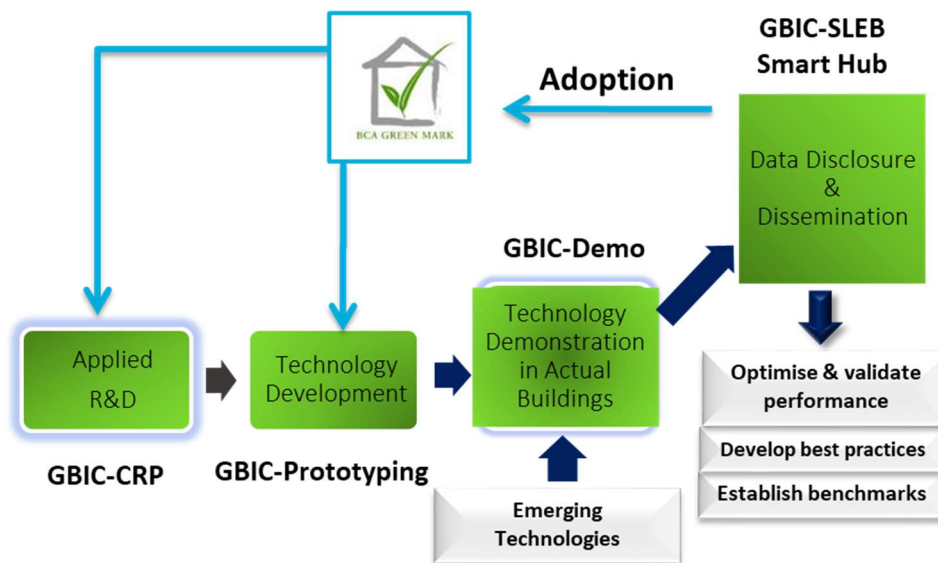 GBIC-SLEB
Smart Hub
BCA GREEN MARK
Adoption
Data Disclosure
&
Dissemination
GBIC-Demo
Applied
R&D
GBIC-CRP
Technology
Development
GBIC-Prototyping
Technology
Demonstration
in Actual
Buildings
Emerging
Technologies
Optimise & validate
performance
Develop best practices
Establish benchmarks